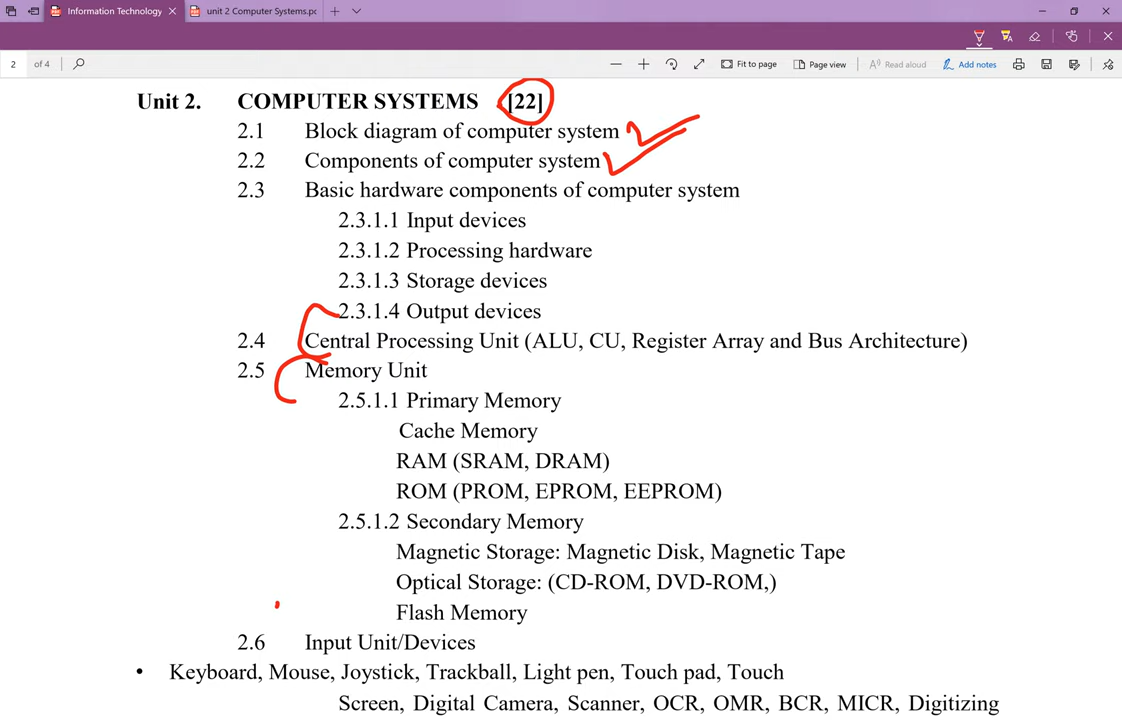 Information Technology
unit 2 Computer Systems.pc
2 of 4
Fit to page
Page view
Read aloud
Add notes
Unit 2. COMPUTER SYSTEMS [22]
2.1 Block diagram of computer system
2.2 Components of computer system
2.3 Basic hardware components of computer system
2.3.1.1 Input devices
2.3.1.2 Processing hardware
2.3.1.3 Storage devices
2.3.1.4 Output devices
2.4 Central Processing Unit (ALU, CU, Register Array and Bus Architecture)
2.5 Memory Unit
2.5.1.1 Primary Memory
Cache Memory
RAM (SRAM, DRAM)
ROM (PROM, EPROM, EEPROM)
2.5.1.2 Secondary Memory
Magnetic Storage: Magnetic Disk, Magnetic Tape
Optical Storage: (CD-ROM, DVD-ROM,)
Flash Memory
2.6 Input Unit/Devices
• Keyboard, Mouse, Joystick, Trackball, Light pen, Touch pad, Touch
Screen, Digital Camera, Scanner, OCR, OMR, BCR, MICR, Digitizing